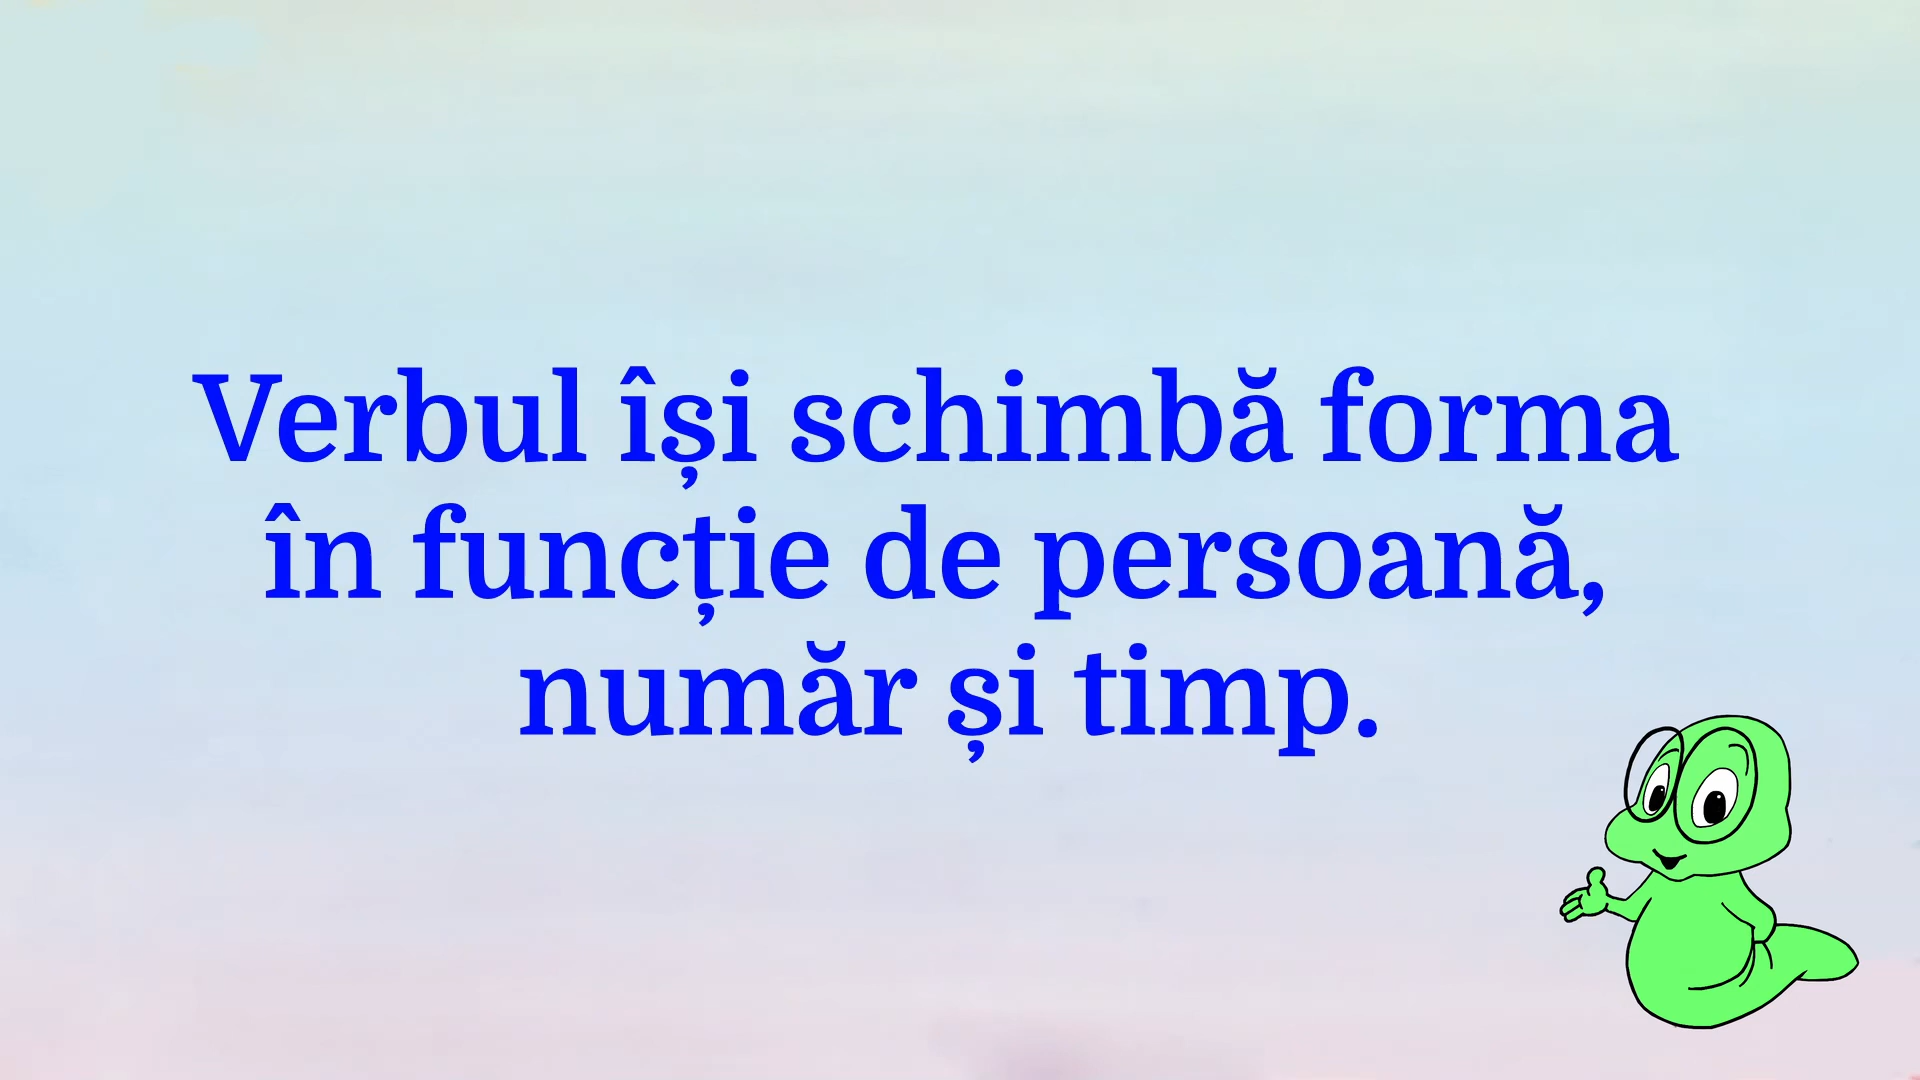 Verbul își schimbă forma
în funcție de persoană,
număr și timp.